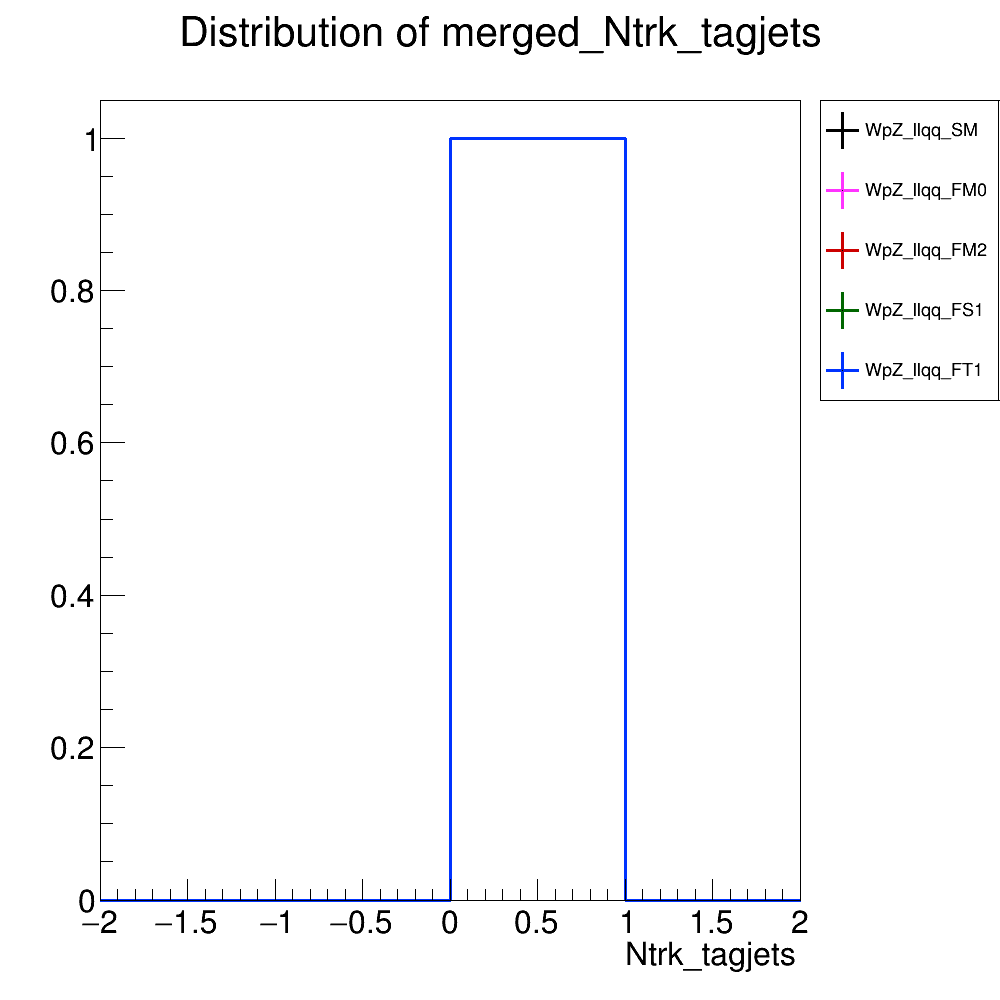 Distribution of merged_Ntrk_tagjets
1
0.8
0.6
0.4
0.2
0
−2 −1.5 −1 −0.5 0 0.5 1 1.5 2
Ntrk_tagjets
WpZ_llqq_SM
WpZ_llqq_FM0
WpZ_llqq_FM2
WpZ_llqq_FS1
WpZ_llqq_FT1